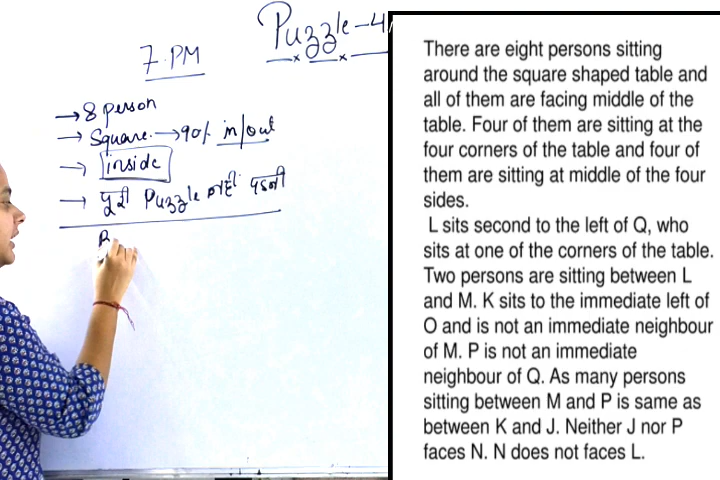 Puzzle-4
7 PM
→ 8 person
→ Square. → 90% in/out
→ inside
→ पूरी Puzzle नहीं पढ़नी
There are eight persons sitting
around the square shaped table and
all of them are facing middle of the
table. Four of them are sitting at the
four corners of the table and four of
them are sitting at middle of the four
sides.
L sits second to the left of Q, who
sits at one of the corners of the table.
Two persons are sitting between L
and M. K sits to the immediate left of
O and is not an immediate neighbour
of M. P is not an immediate
neighbour of Q. As many persons
sitting between M and P is same as
between K and J. Neither J nor P
faces N. N does not faces L.